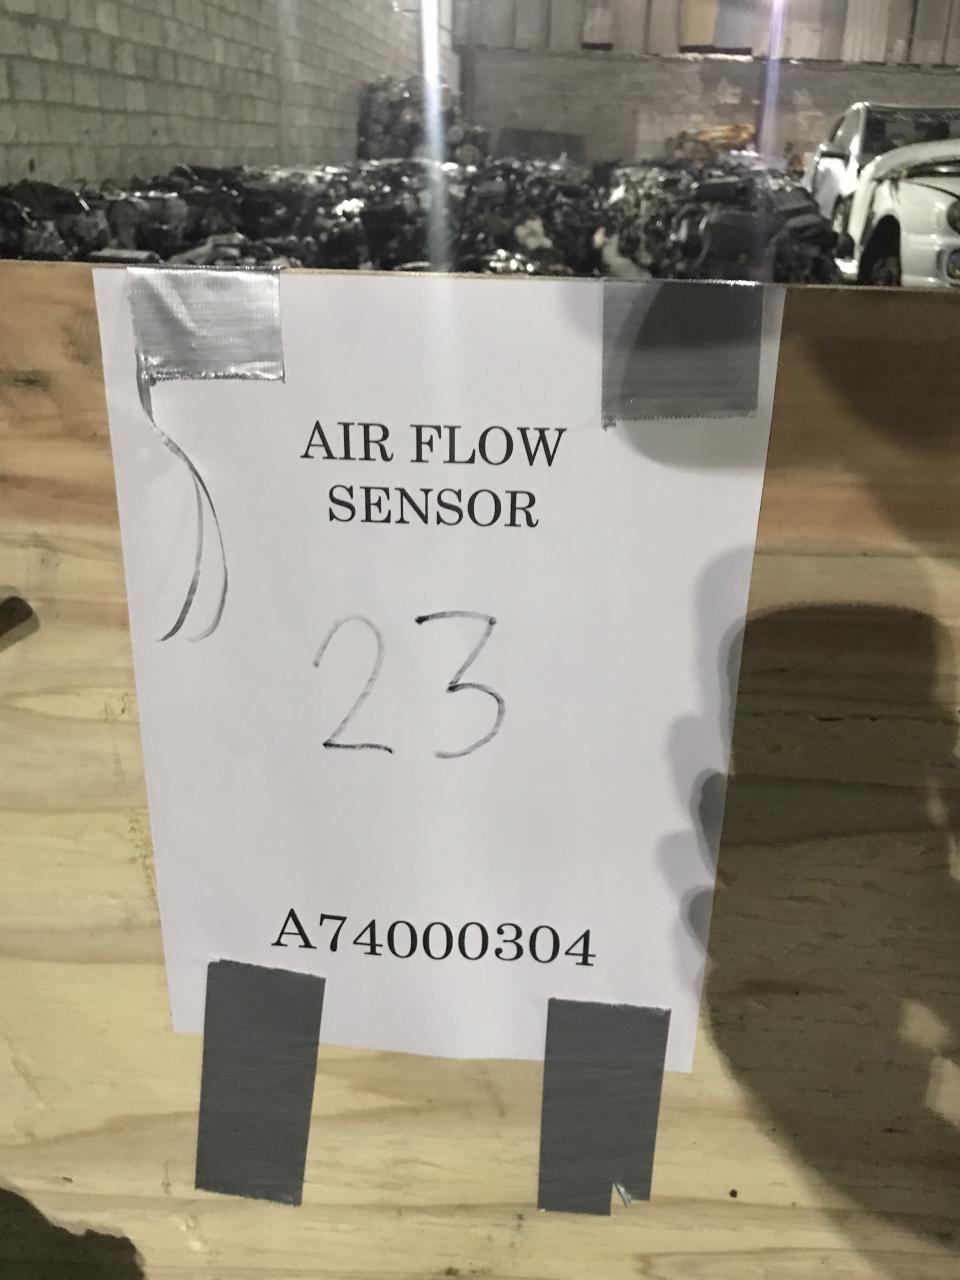 AIR FLOW
SENSOR
23
A74000304